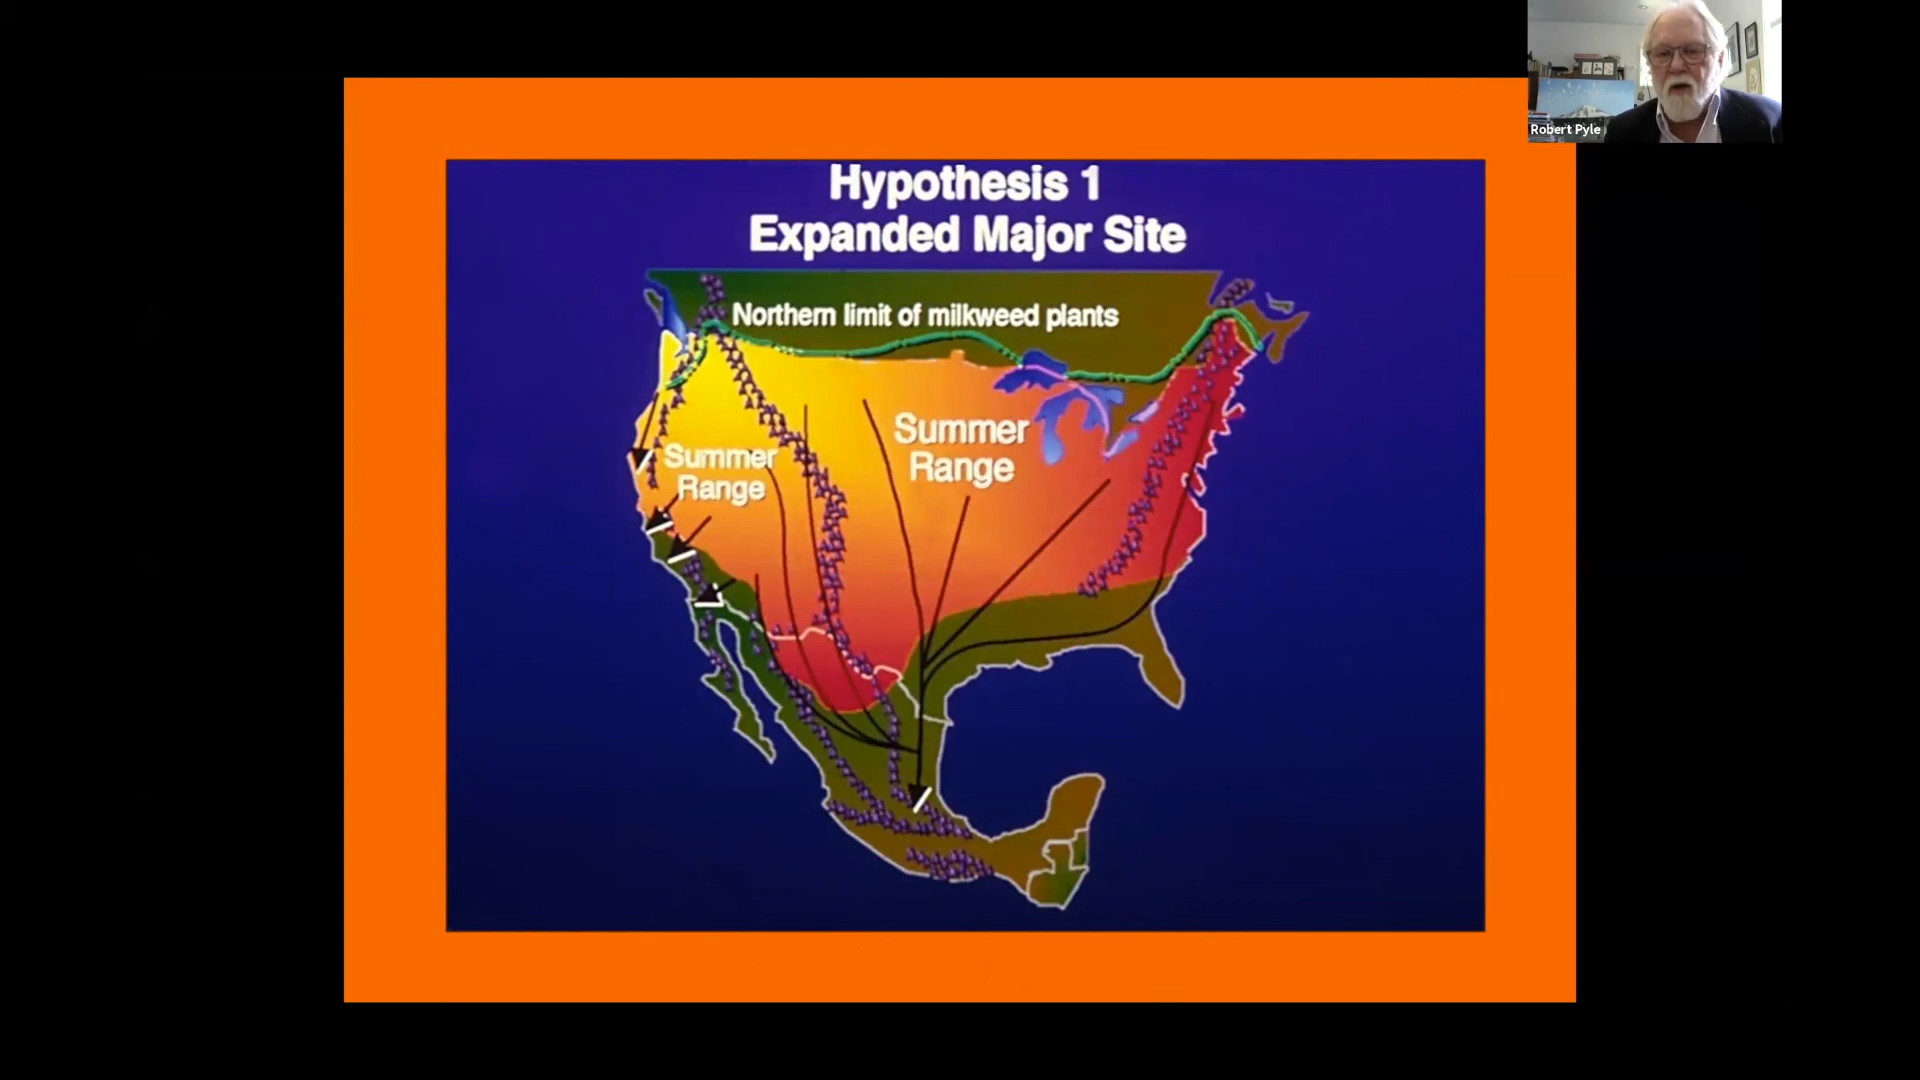 Robert Pyle
Hypothesis 1
Expanded Major Site
Northern limit of milkweed plants
Summer
Range
Summer
Range